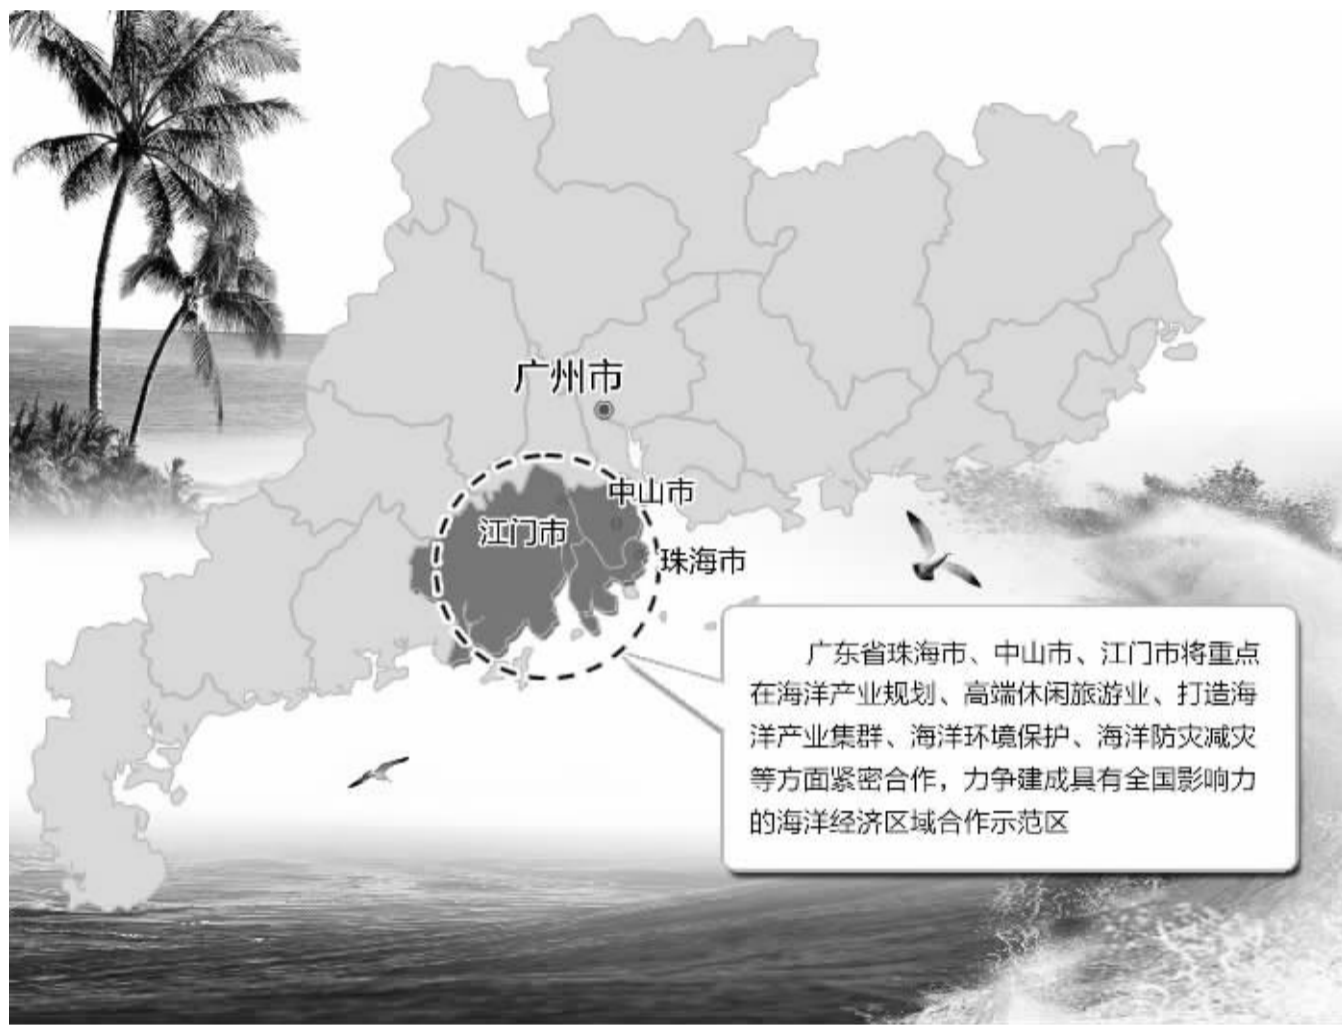 广州市
中山市
江门市
珠海市
广东省珠海市、中山市、江门市将重点
在海洋产业规划、高端休闲旅游业、打造海
洋产业集群、海洋环境保护、海洋防灾减灾
等方面紧密合作，力争建成具有全国影响力
的海洋经济区域合作示范区